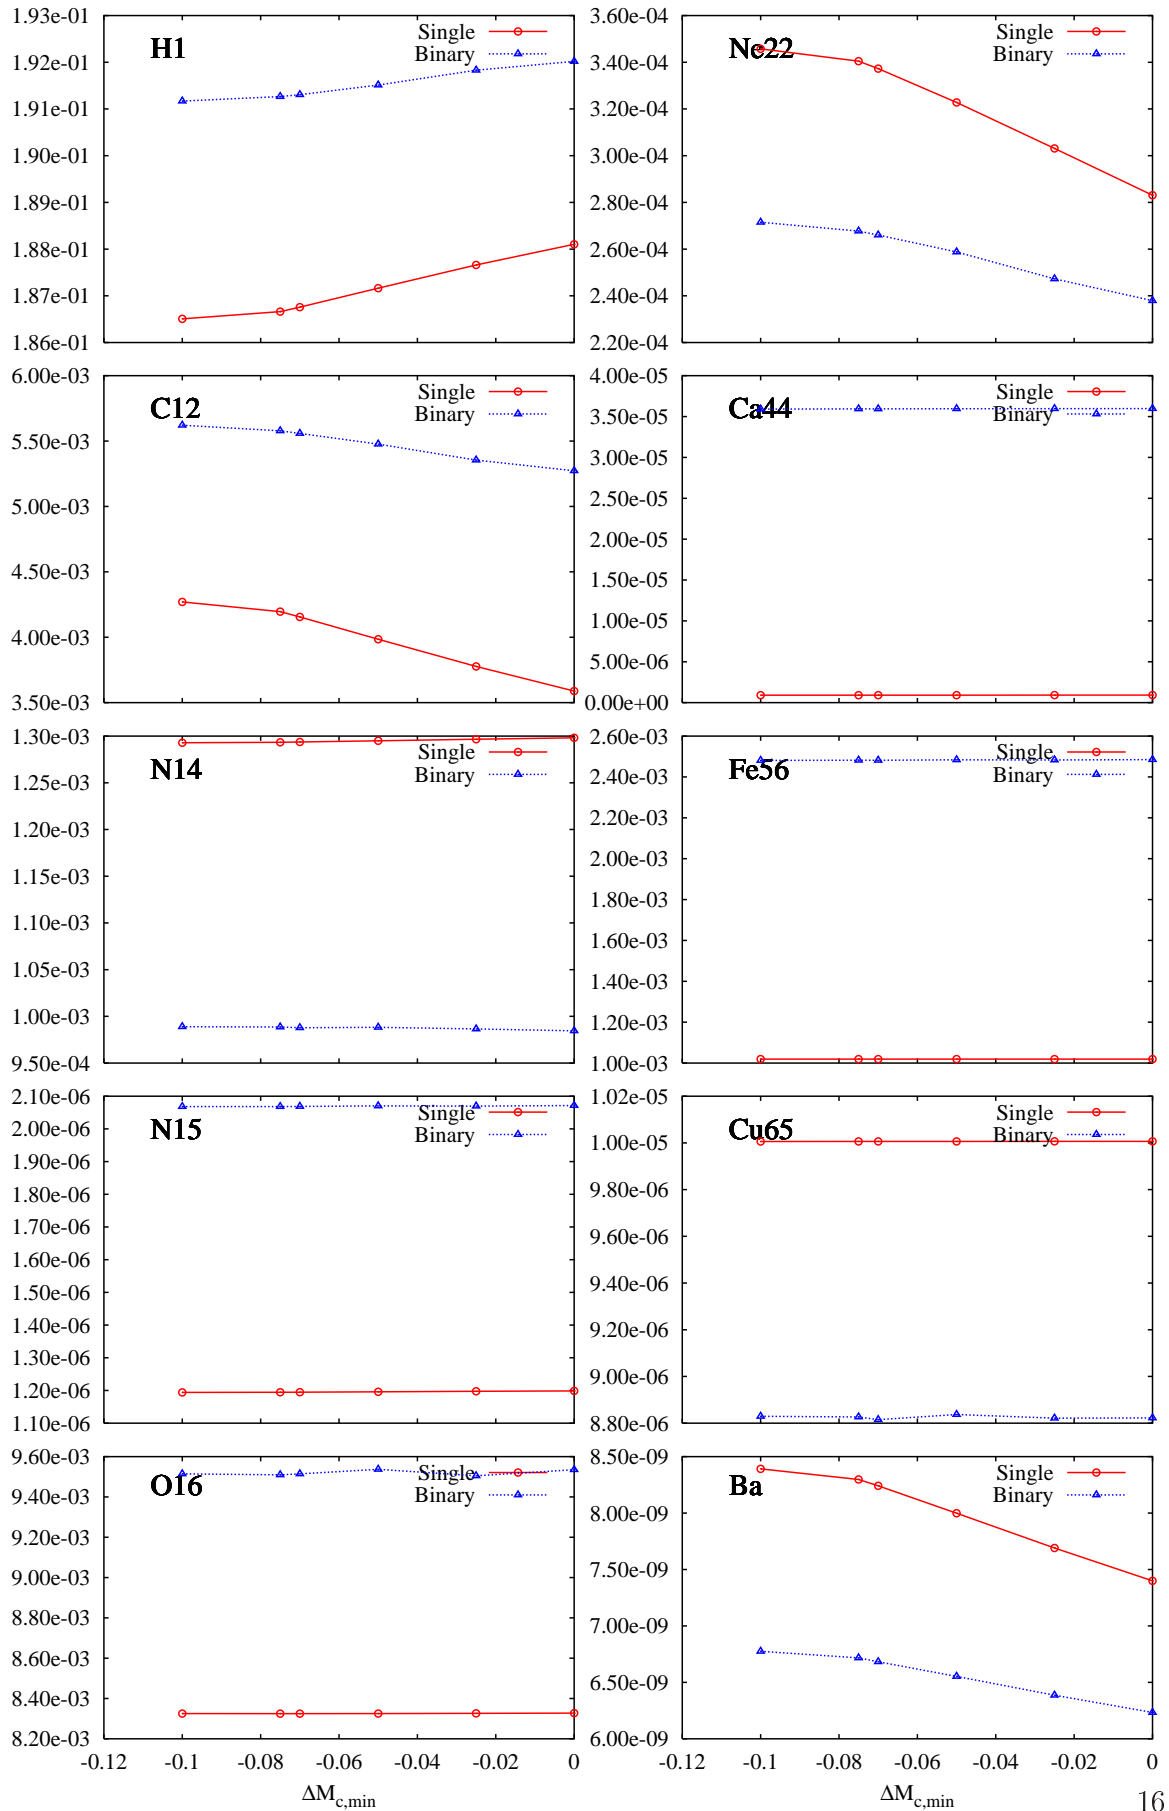 1.93e-01
1.92e-01
1.91e-01
1.90e-01
1.89e-01
1.88e-01
1.87e-01
1.86e-01
H1
Single
Binary
3.60e-04
3.40e-04
3.20e-04
3.00e-04
2.80e-04
2.60e-04
2.40e-04
2.20e-04
Ne22
Single
Binary
6.00e-03
5.50e-03
5.00e-03
4.50e-03
4.00e-03
3.50e-03
C12
Single
Binary
4.00e-05
3.50e-05
3.00e-05
2.50e-05
2.00e-05
1.50e-05
1.00e-05
5.00e-06
0.00e+00
Ca44
Single
Binary
1.30e-03
1.25e-03
1.20e-03
1.15e-03
1.10e-03
1.05e-03
1.00e-03
9.50e-04
N14
Single
Binary
2.60e-03
2.40e-03
2.20e-03
2.00e-03
1.80e-03
1.60e-03
1.40e-03
1.20e-03
1.00e-03
Fe56
Single
Binary
2.10e-06
2.00e-06
1.90e-06
1.80e-06
1.70e-06
1.60e-06
1.50e-06
1.40e-06
1.30e-06
1.20e-06
1.10e-06
N15
Single
Binary
1.02e-05
1.00e-05
9.80e-06
9.60e-06
9.40e-06
9.20e-06
9.00e-06
8.80e-06
Cu65
Single
Binary
9.60e-03
9.40e-03
9.20e-03
9.00e-03
8.80e-03
8.60e-03
8.40e-03
8.20e-03
O16
Single
Binary
-0.12 -0.1 -0.08 -0.06 -0.04 -0.02 0
ΔM_c,min
8.50e-09
8.00e-09
7.50e-09
7.00e-09
6.50e-09
6.00e-09
Ba
Single
Binary
-0.12 -0.1 -0.08 -0.06 -0.04 -0.02 0
ΔM_c,min
16